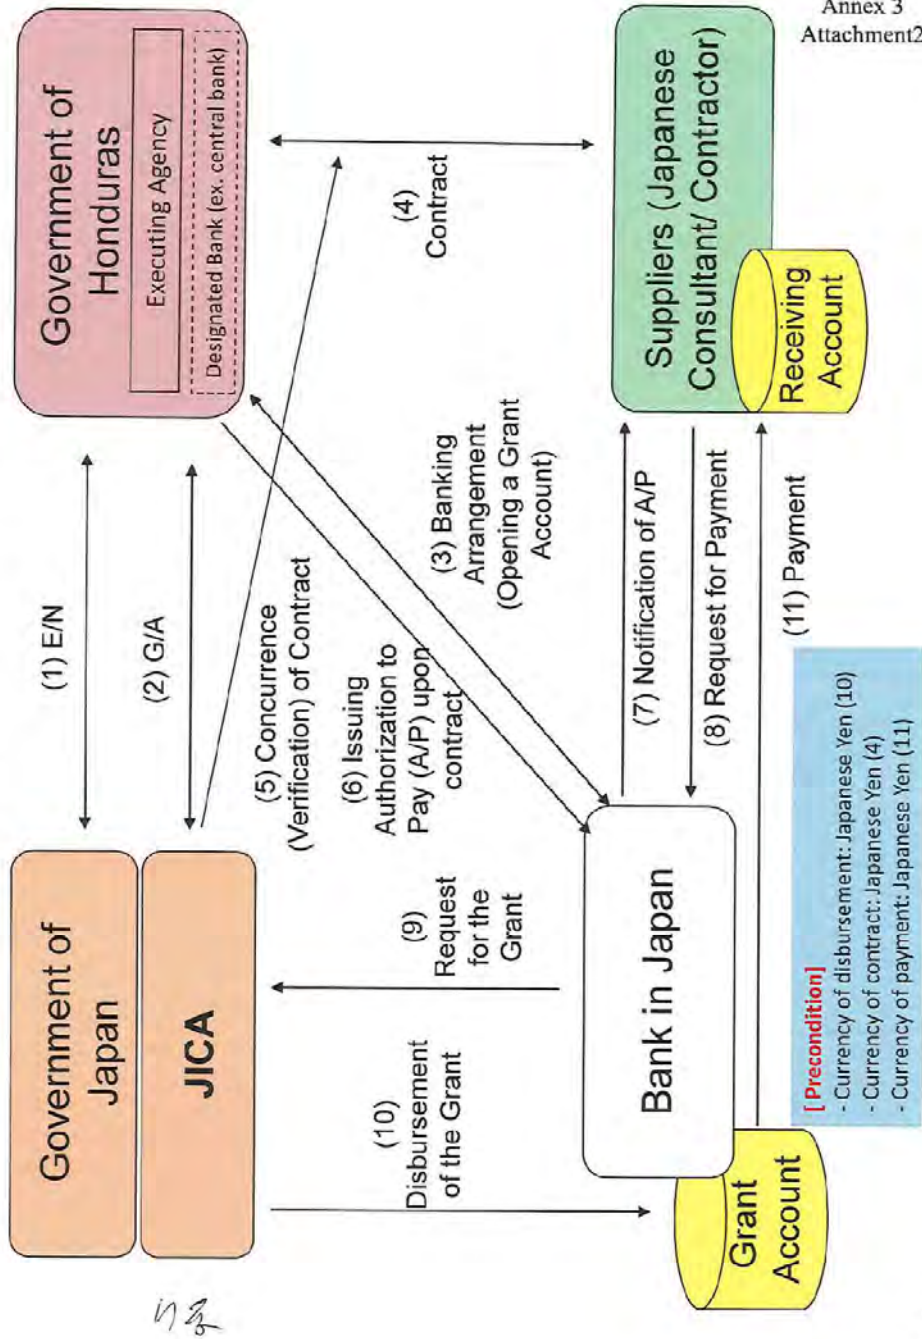 Annex 3
Attachment2
Government of
Japan
JICA
Government of
Honduras
Executing Agency
Designated Bank (ex. central bank)
(1) E/N
(2) G/A
(5) Concurrence
(Verification) of Contract
(6) Issuing
Authorization to
Pay (A/P) upon
contract
(3) Banking
Arrangement
(Opening a Grant
Account)
(4)
Contract
(9)
Request
for the
Grant
(10)
Disbursement
of the Grant
Bank in Japan
Grant
Account
(7) Notification of A/P
(8) Request for Payment
(11) Payment
Suppliers (Japanese
Consultant/ Contractor)
Receiving
Account
[ Precondition]
- Currency of disbursement: Japanese Yen (10)
- Currency of contract: Japanese Yen (4)
- Currency of payment: Japanese Yen (11)